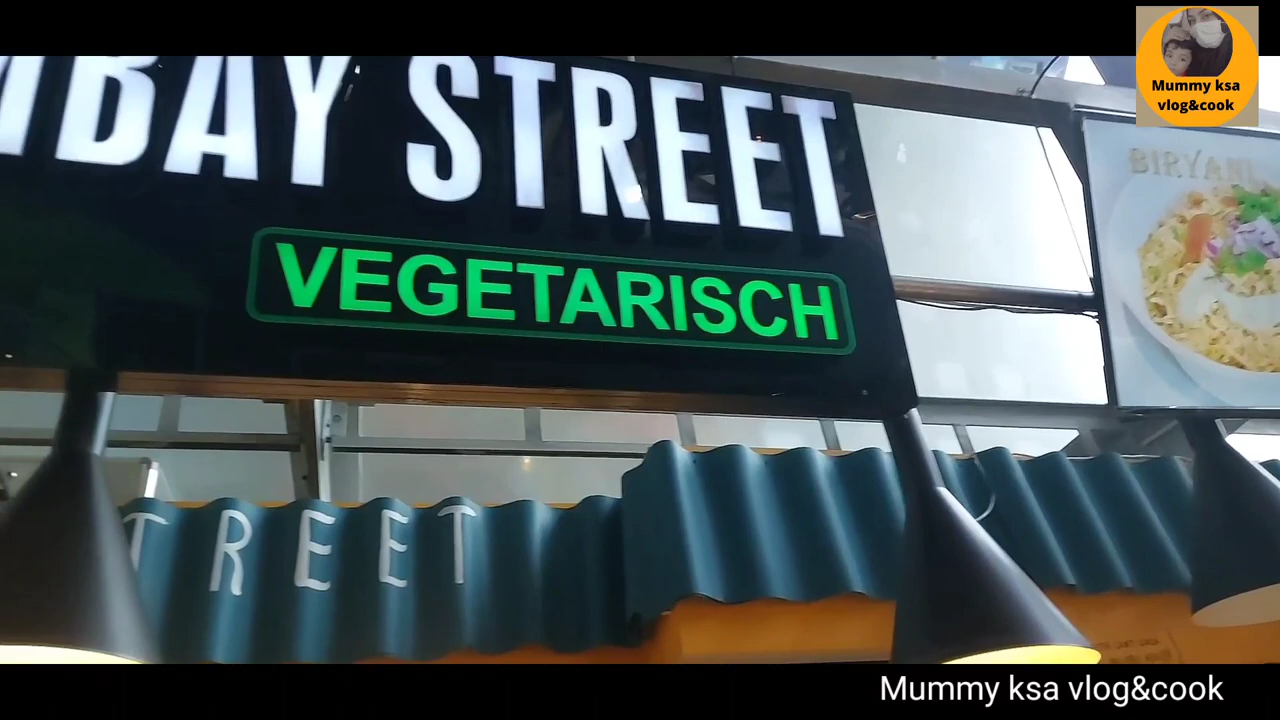 MBAY STREET
VEGETARISCH
TREET
BIRYANI
Mummy ksa
vlog&cook
Mummy ksa vlog&cook